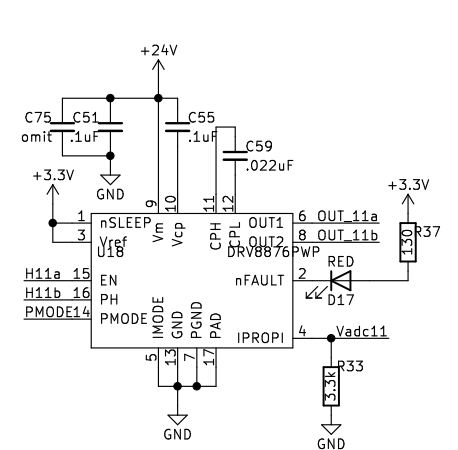 +24V
C75 C51 C55
omit .1uF .1uF
C59
.022uF
GND
+3.3V +3.3V
9 10 11 12
1 nSLEEP Vm Vcp CPH CPL OUT1 6 OUT_11a
3 Vref OUT2 8 OUT_11b
U18 DRV8876PWP
R37
130
H11a 15 EN nFAULT 2 RED
H11b 16 PH D17
PMODE 14 PMODE
IMODE GND PGND PAD IPROPI 4 Vadc11
5 13 7 17
R33
3.3k
GND
GND